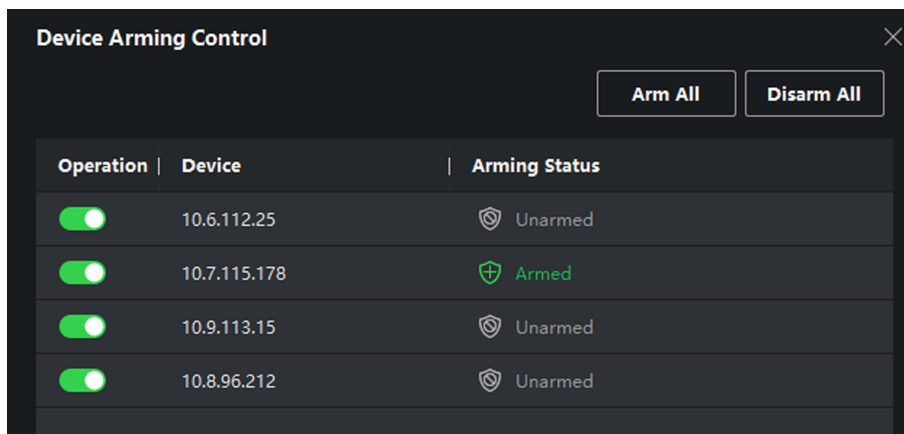 Device Arming Control
Arm All Disarm All
Operation Device Arming Status
10.6.112.25 Unarmed
10.7.115.178 Armed
10.9.113.15 Unarmed
10.8.96.212 Unarmed